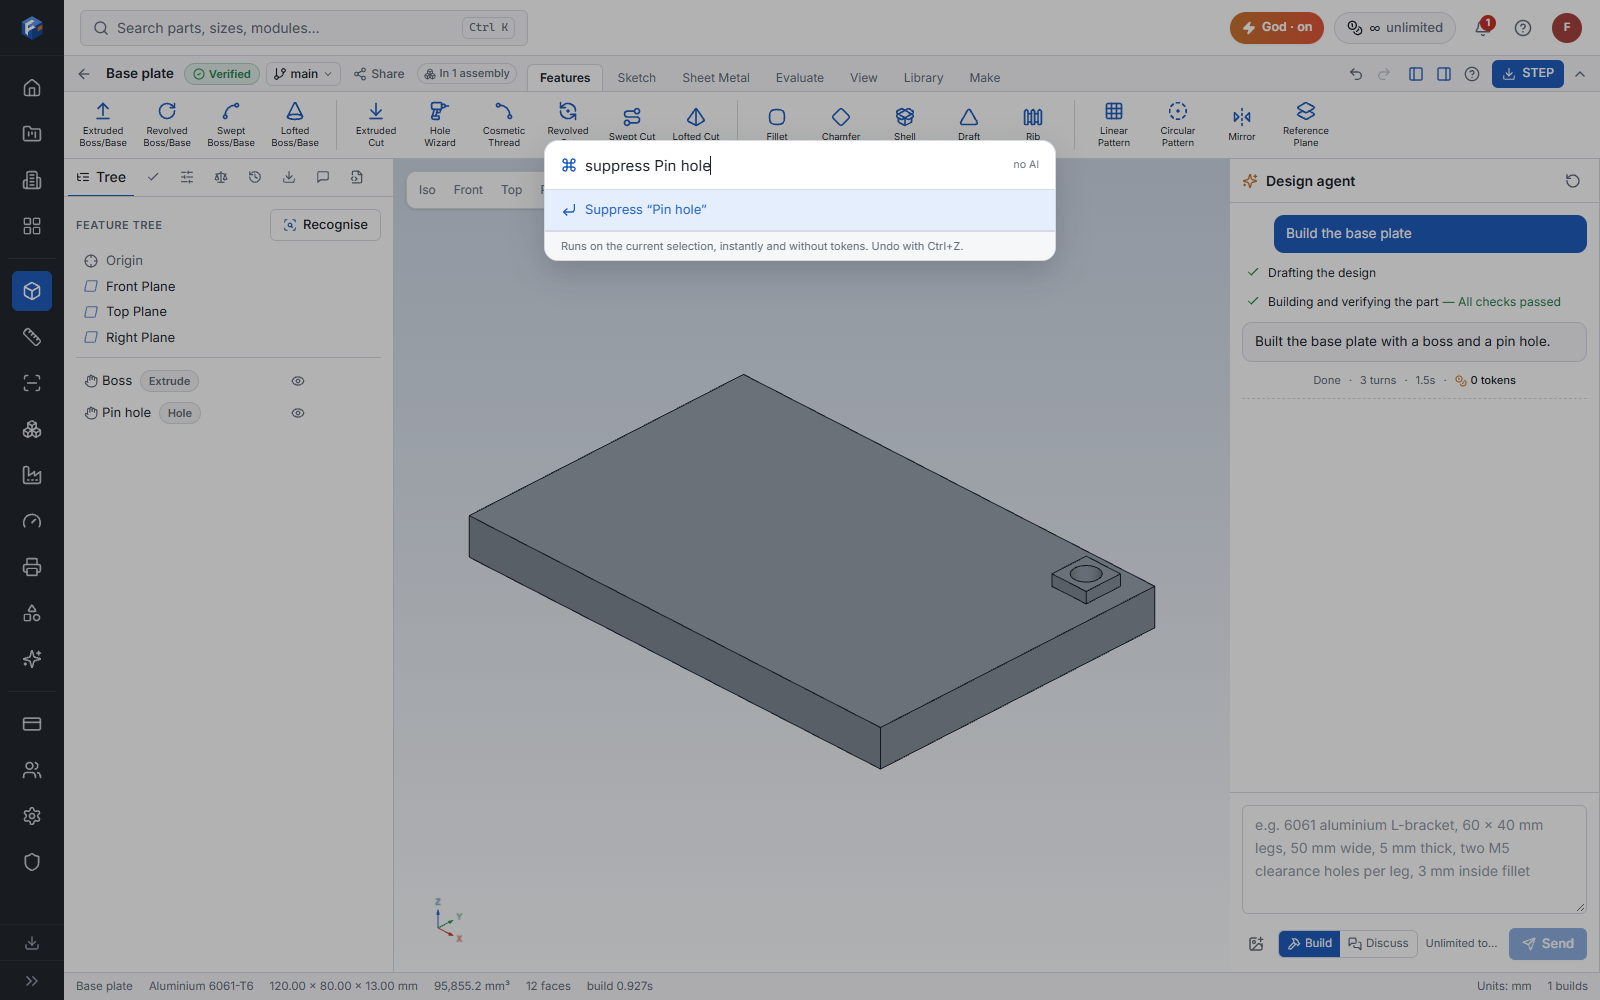 Search parts, sizes, modules...
Ctrl K
God · on
∞ unlimited
1
F
Base plate
Verified
main
Share
In 1 assembly
Features
Sketch
Sheet Metal
Evaluate
View
Library
Make
STEP
Extruded Boss/Base
Revolved Boss/Base
Swept Boss/Base
Lofted Boss/Base
Extruded Cut
Hole Wizard
Cosmetic Thread
Revolved
Swept Cut
Lofted Cut
Fillet
Chamfer
Shell
Draft
Rib
Linear Pattern
Circular Pattern
Mirror
Reference Plane
suppress Pin hole
no AI
Suppress “Pin hole”
Runs on the current selection, instantly and without tokens. Undo with Ctrl+Z.
Tree
FEATURE TREE
Recognise
Origin
Front Plane
Top Plane
Right Plane
Boss
Extrude
Pin hole
Hole
Iso
Front
Top
Z
Y
X
Design agent
Build the base plate
Drafting the design
Building and verifying the part — All checks passed
Built the base plate with a boss and a pin hole.
Done · 3 turns · 1.5s · 0 tokens
e.g. 6061 aluminium L-bracket, 60 × 40 mm
legs, 50 mm wide, 5 mm thick, two M5
clearance holes per leg, 3 mm inside fillet
Build
Discuss
Unlimited to...
Send
Base plate
Aluminium 6061-T6
120.00 × 80.00 × 13.00 mm
95,855.2 mm³
12 faces
build 0.927s
Units: mm
1 builds